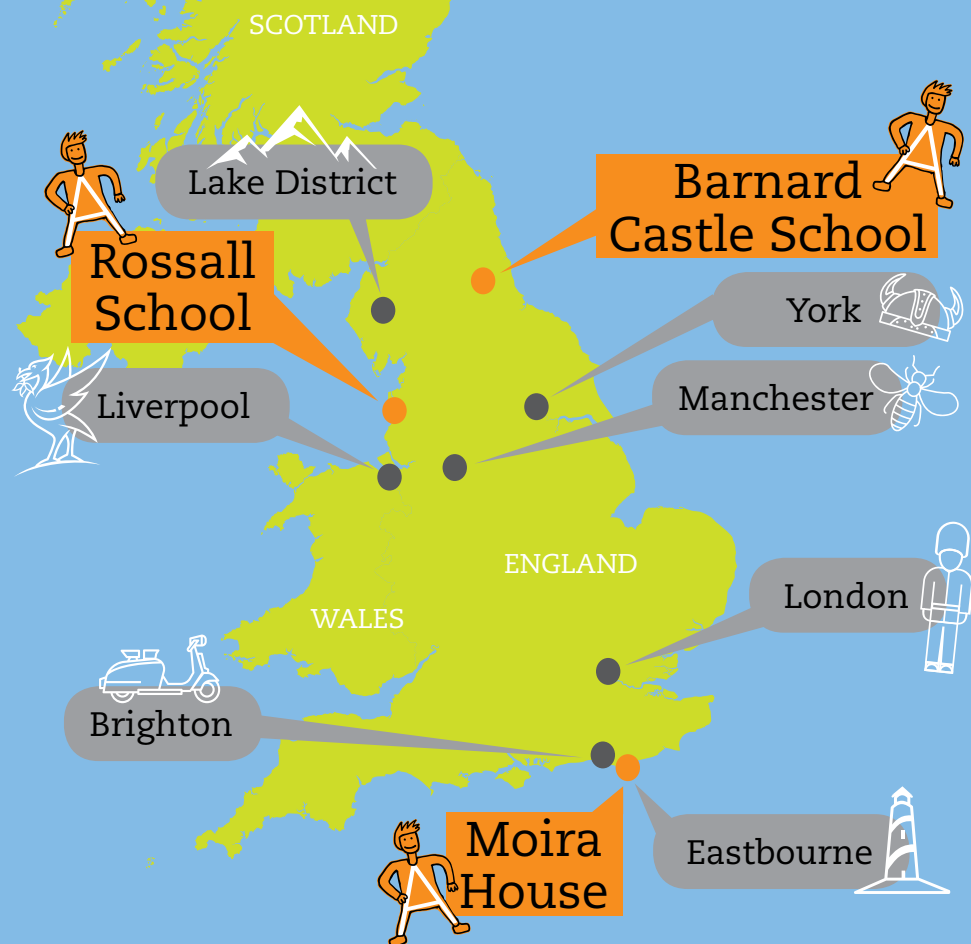 SCOTLAND
Lake District
Barnard
Castle School
Rossall
School
York
Liverpool
Manchester
ENGLAND
London
WALES
Brighton
Moira
House
Eastbourne